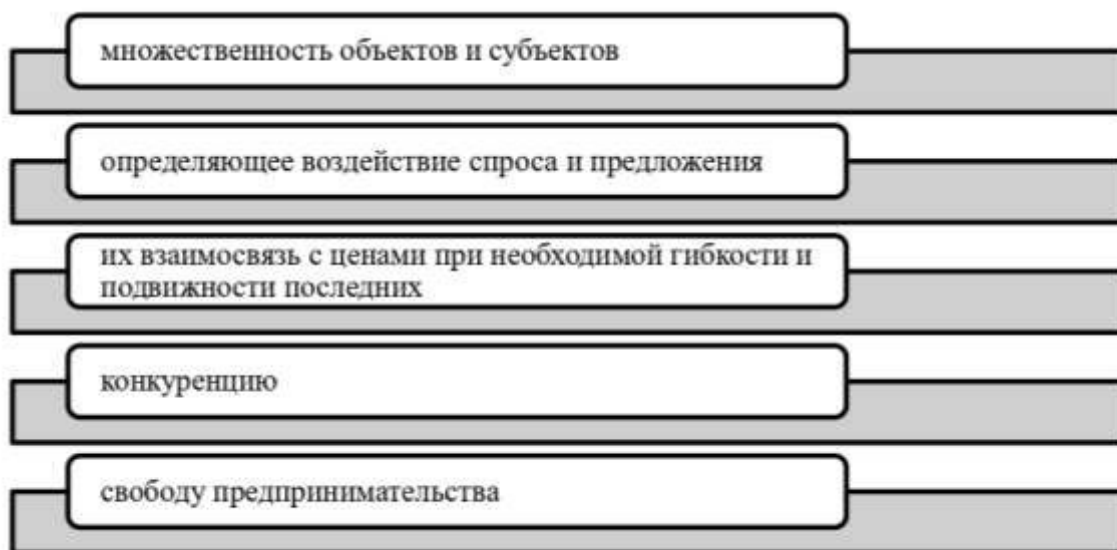 множественность объектов и субъектов
определяющее воздействие спроса и предложения
их взаимосвязь с ценами при необходимой гибкости и
подвижности последних
конкуренцию
свободу предпринимательства